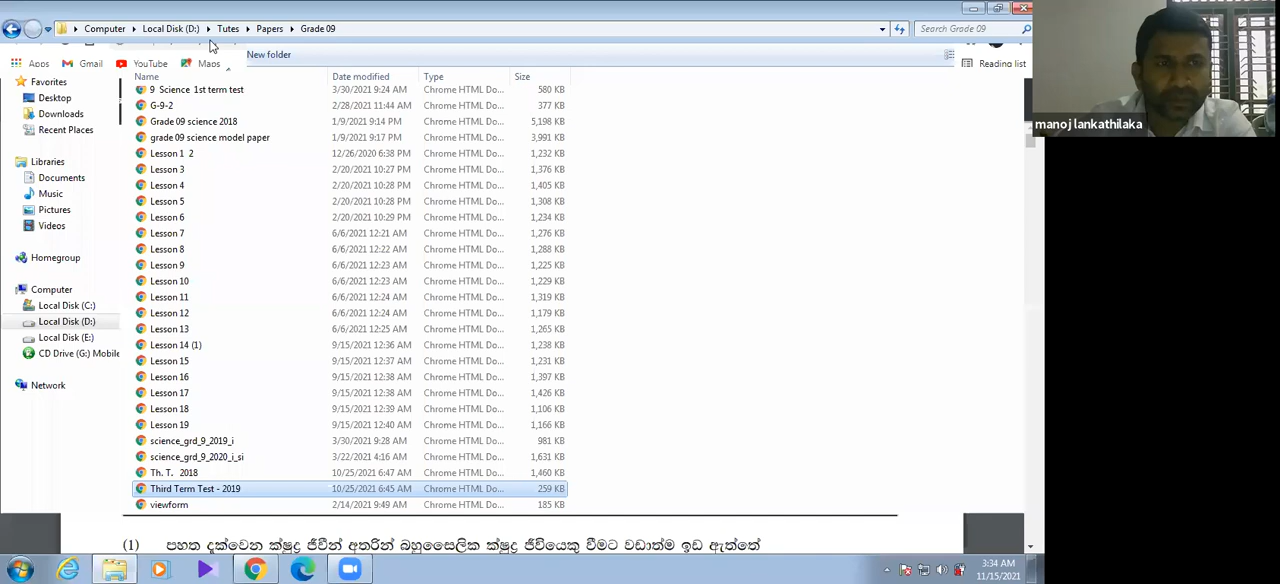 Computer Local Disk (D:) Tutes Papers Grade 09
Search Grade 09
New folder
Apps Gmail YouTube Maps
Reading list
Name Date modified Type Size
Favorites
Desktop
Downloads
Recent Places
Libraries
Documents
Music
Pictures
Videos
Homegroup
Computer
Local Disk (C:)
Local Disk (D:)
Local Disk (E:)
CD Drive (G:) Mobile
Network
9 Science 1st term test 3/30/2021 9:24 AM Chrome HTML Do... 580 KB
G-9-2 2/28/2021 11:44 AM Chrome HTML Do... 377 KB
Grade 09 science 2018 1/9/2021 9:14 PM Chrome HTML Do... 5,198 KB
grade 09 science model paper 1/9/2021 9:17 PM Chrome HTML Do... 3,991 KB
Lesson 1 2 12/26/2020 6:38 PM Chrome HTML Do... 1,232 KB
Lesson 3 2/20/2021 10:27 PM Chrome HTML Do... 1,376 KB
Lesson 4 2/20/2021 10:28 PM Chrome HTML Do... 1,405 KB
Lesson 5 2/20/2021 10:28 PM Chrome HTML Do... 1,308 KB
Lesson 6 2/20/2021 10:29 PM Chrome HTML Do... 1,234 KB
Lesson 7 6/6/2021 12:21 AM Chrome HTML Do... 1,276 KB
Lesson 8 6/6/2021 12:22 AM Chrome HTML Do... 1,288 KB
Lesson 9 6/6/2021 12:23 AM Chrome HTML Do... 1,225 KB
Lesson 10 6/6/2021 12:23 AM Chrome HTML Do... 1,229 KB
Lesson 11 6/6/2021 12:24 AM Chrome HTML Do... 1,319 KB
Lesson 12 6/6/2021 12:24 AM Chrome HTML Do... 1,179 KB
Lesson 13 6/6/2021 12:25 AM Chrome HTML Do... 1,265 KB
Lesson 14 (1) 9/15/2021 12:36 AM Chrome HTML Do... 1,238 KB
Lesson 15 9/15/2021 12:37 AM Chrome HTML Do... 1,231 KB
Lesson 16 9/15/2021 12:38 AM Chrome HTML Do... 1,397 KB
Lesson 17 9/15/2021 12:38 AM Chrome HTML Do... 1,426 KB
Lesson 18 9/15/2021 12:39 AM Chrome HTML Do... 1,106 KB
Lesson 19 9/15/2021 12:40 AM Chrome HTML Do... 1,166 KB
science_grd_9_2019_i 3/30/2021 9:28 AM Chrome HTML Do... 981 KB
science_grd_9_2020_i_si 3/22/2021 4:16 AM Chrome HTML Do... 1,631 KB
Th. T. 2018 10/25/2021 6:47 AM Chrome HTML Do... 1,460 KB
Third Term Test - 2019 10/25/2021 6:45 AM Chrome HTML Do... 259 KB
viewform 2/14/2021 9:49 AM Chrome HTML Do... 185 KB
(1) පහත දැක්වෙන ක්ෂුද්‍ර ජීවීන් අතරින් බහුසෛලික ක්ෂුද්‍ර ජීවියෙකු වීමට වඩාත්ම ඉඩ ඇත්තේ
3:34 AM
11/15/2021
manoj lankathilaka